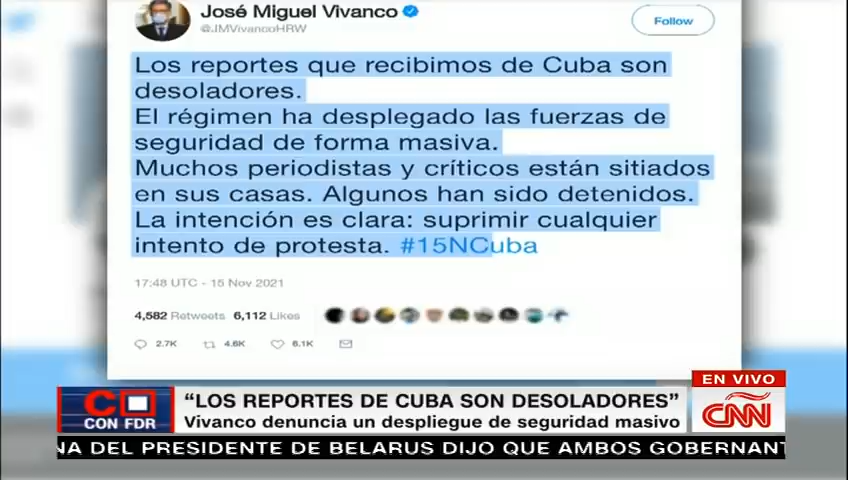 José Miguel Vivanco
@JMVivancoHRW
Follow
Los reportes que recibimos de Cuba son
desoladores.
El régimen ha desplegado las fuerzas de
seguridad de forma masiva.
Muchos periodistas y críticos están sitiados
en sus casas. Algunos han sido detenidos.
La intención es clara: suprimir cualquier
intento de protesta. #15NCuba
17:48 UTC - 15 Nov 2021
4,582 Retweets 6,112 Likes
2.7K 4.6K 6.1K
EN VIVO
CNN
CON FDR
“LOS REPORTES DE CUBA SON DESOLADORES”
Vivanco denuncia un despliegue de seguridad masivo
NA DEL PRESIDENTE DE BELARUS DIJO QUE AMBOS GOBERNANT